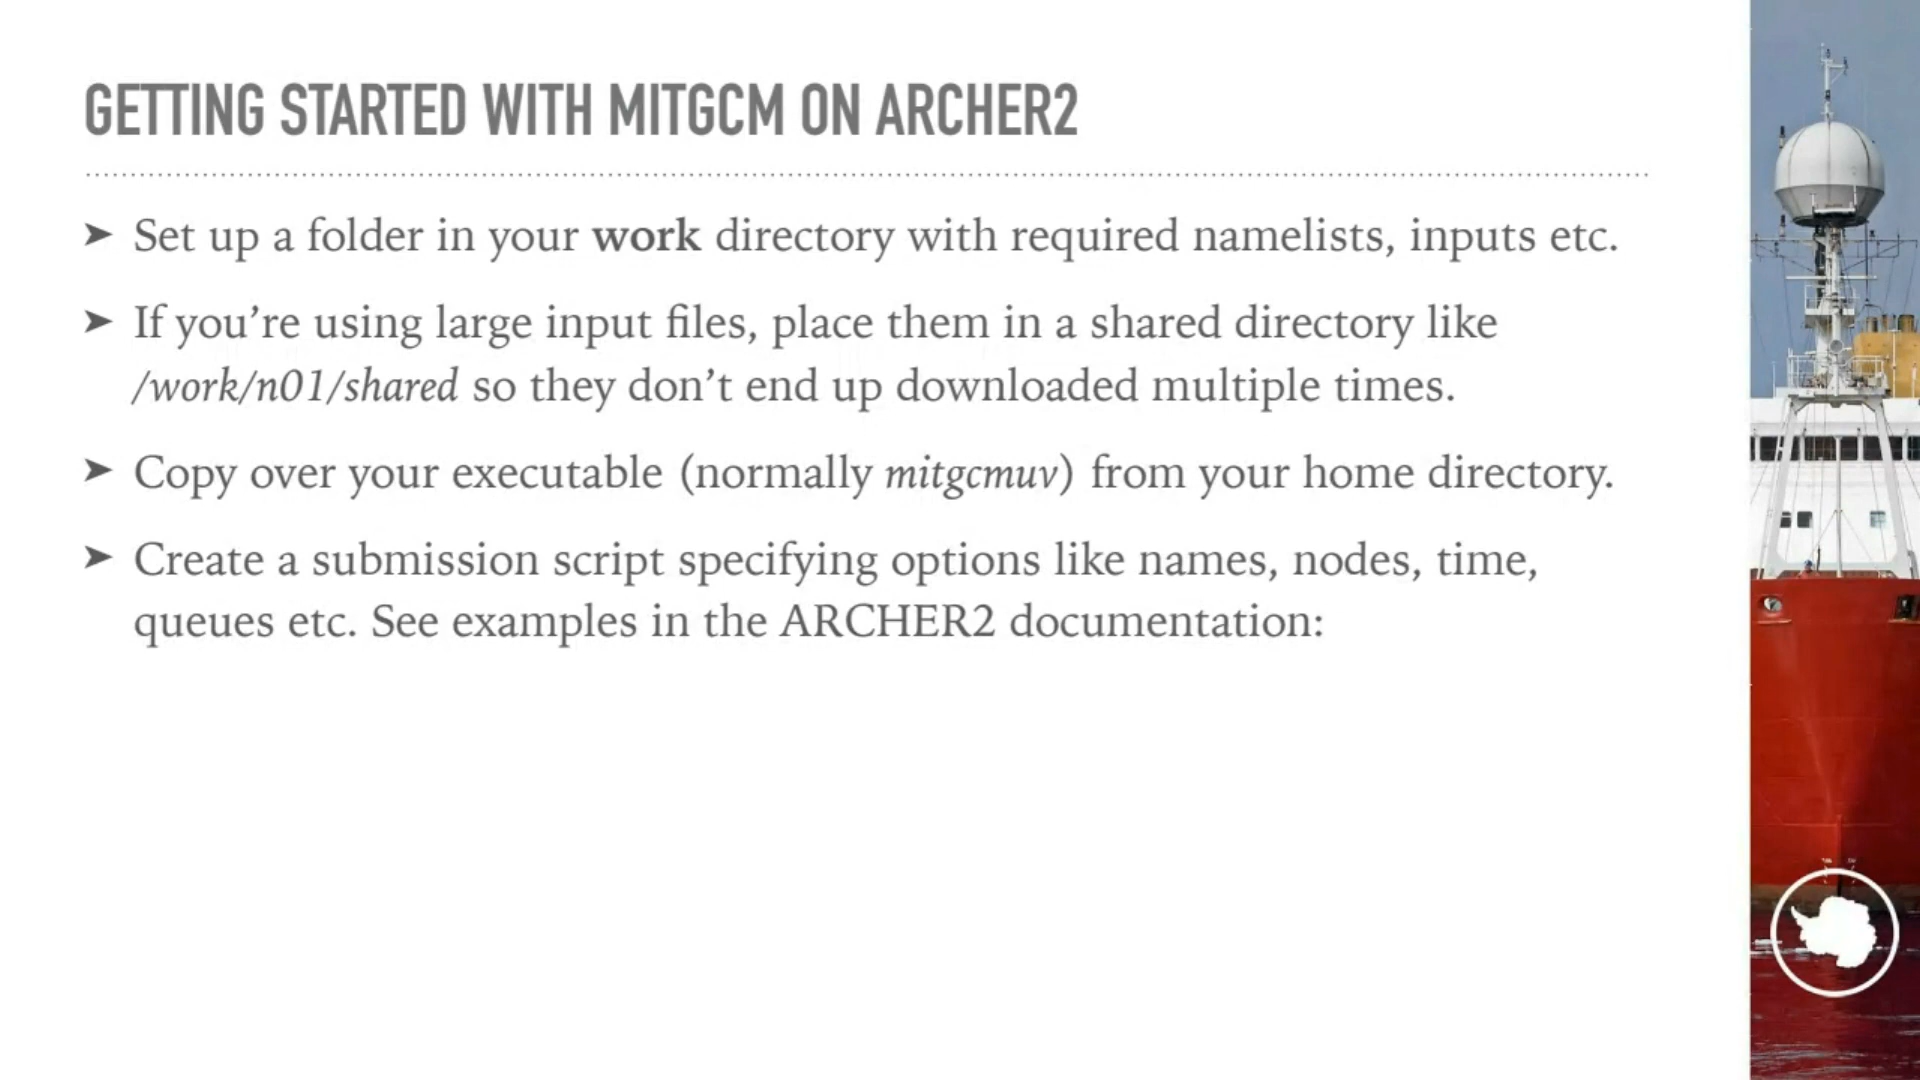 GETTING STARTED WITH MITGCM ON ARCHER2
➤ Set up a folder in your work directory with required namelists, inputs etc.
➤ If you’re using large input files, place them in a shared directory like
/work/n01/shared so they don’t end up downloaded multiple times.
➤ Copy over your executable (normally mitgcmuv) from your home directory.
➤ Create a submission script specifying options like names, nodes, time,
queues etc. See examples in the ARCHER2 documentation: